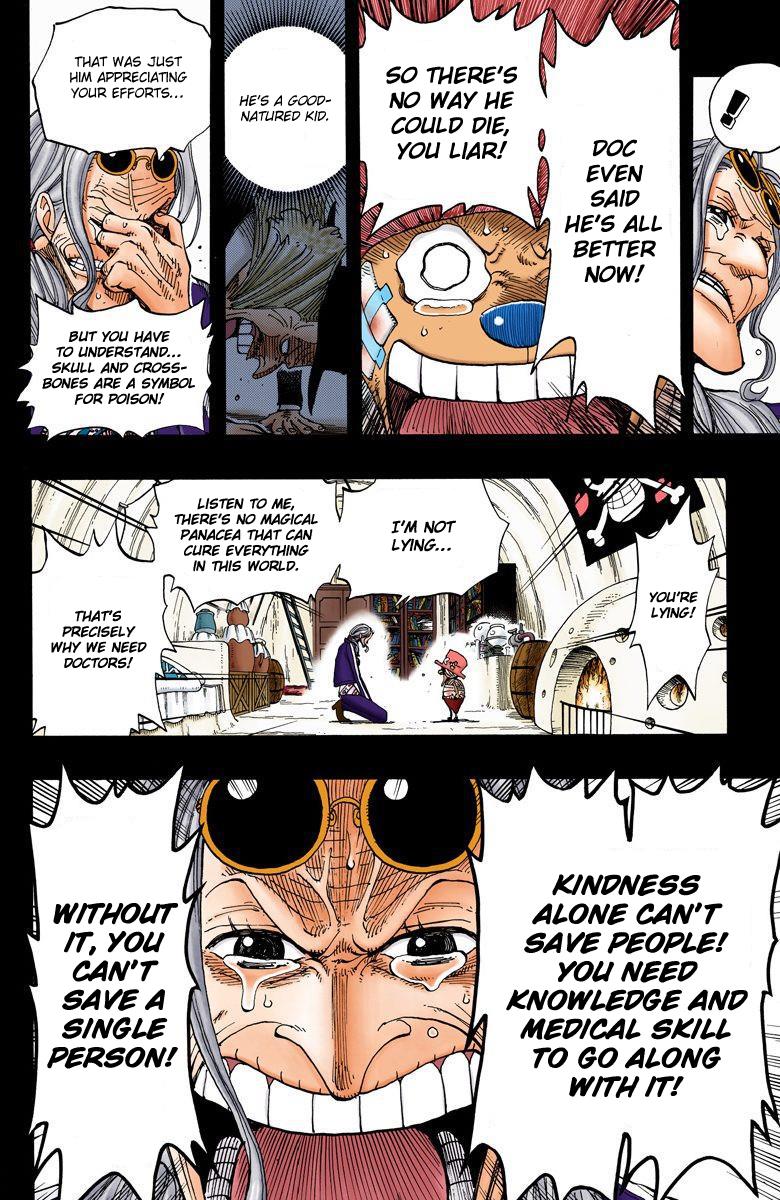 !
DOC
EVEN
SAID
HE'S ALL
BETTER
NOW!
SO THERE'S
NO WAY HE
COULD DIE,
YOU LIAR!
HE'S A GOOD-
NATURED KID.
THAT WAS JUST
HIM APPRECIATING
YOUR EFFORTS...
BUT YOU HAVE
TO UNDERSTAND...
SKULL AND CROSS-
BONES ARE A SYMBOL
FOR POISON!
YOU'RE
LYING!
I'M NOT
LYING...
LISTEN TO ME,
THERE'S NO MAGICAL
PANACEA THAT CAN
CURE EVERYTHING
IN THIS WORLD.
THAT'S
PRECISELY
WHY WE NEED
DOCTORS!
KINDNESS
ALONE CAN'T
SAVE PEOPLE!
YOU NEED
KNOWLEDGE AND
MEDICAL SKILL
TO GO ALONG
WITH IT!
WITHOUT
IT, YOU
CAN'T
SAVE A
SINGLE
PERSON!